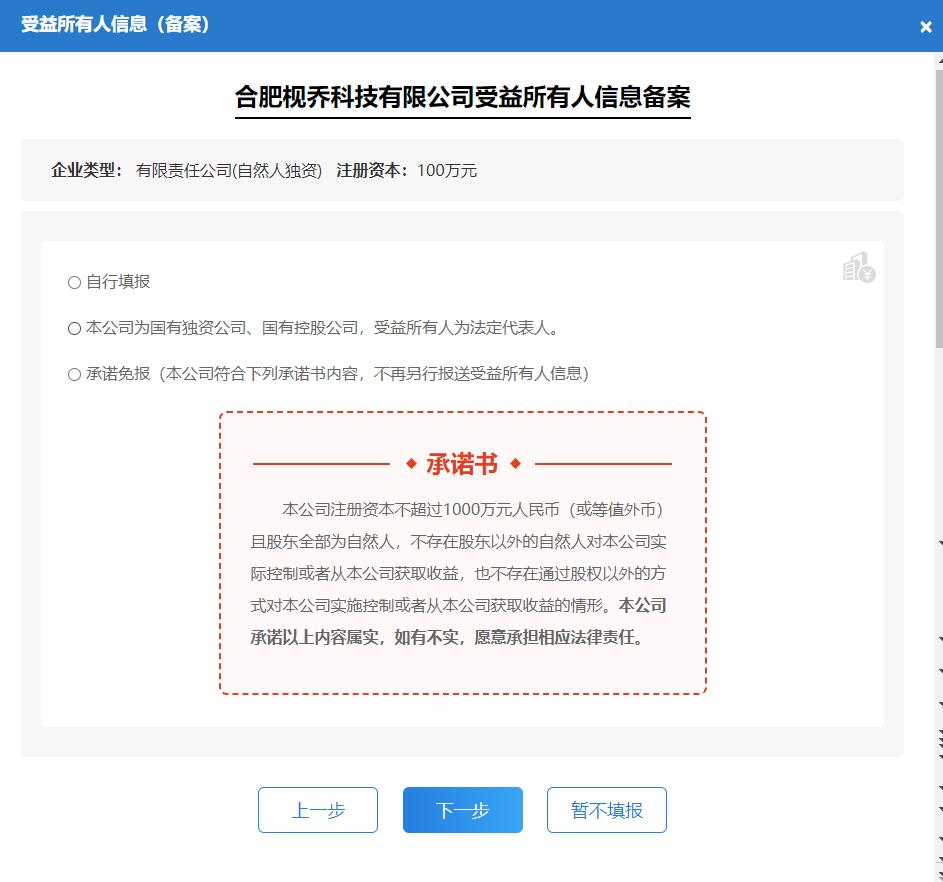 受益所有人信息（备案）
合肥枧乔科技有限公司受益所有人信息备案
企业类型： 有限责任公司(自然人独资) 注册资本：100万元
自行填报
本公司为国有独资公司、国有控股公司，受益所有人为法定代表人。
承诺免报（本公司符合下列承诺书内容，不再另行报送受益所有人信息）
承诺书
本公司注册资本不超过1000万元人民币（或等值外币）
且股东全部为自然人，不存在股东以外的自然人对本公司实
际控制或者从本公司获取收益，也不存在通过股权以外的方
式对本公司实施控制或者从本公司获取收益的情形。本公司
承诺以上内容属实，如有不实，愿意承担相应法律责任。
上一步 下一步 暂不填报